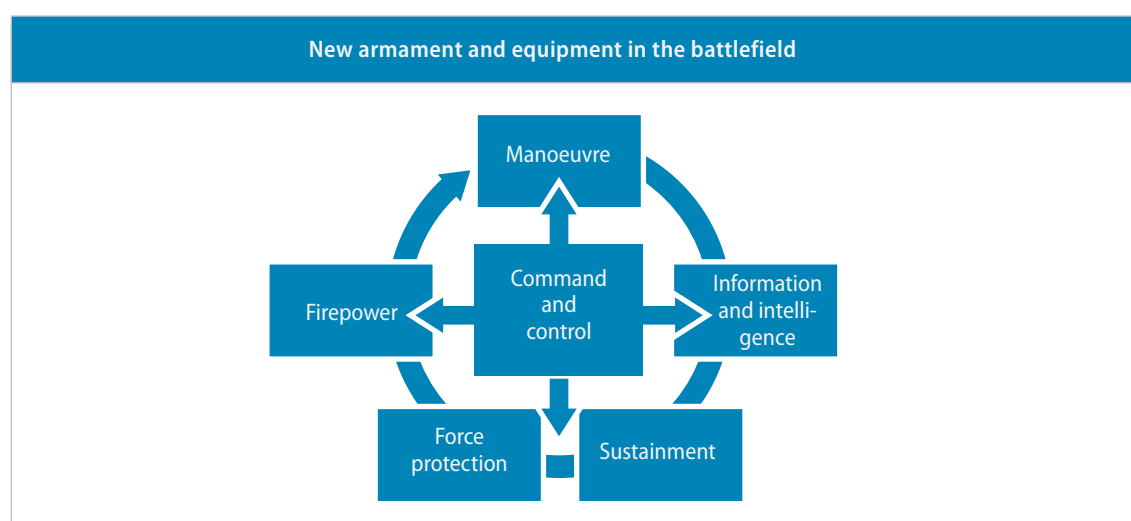 New armament and equipment in the battlefield
Manoeuvre
Command
and
control
Firepower
Information
and intelli-
gence
Force
protection
Sustainment